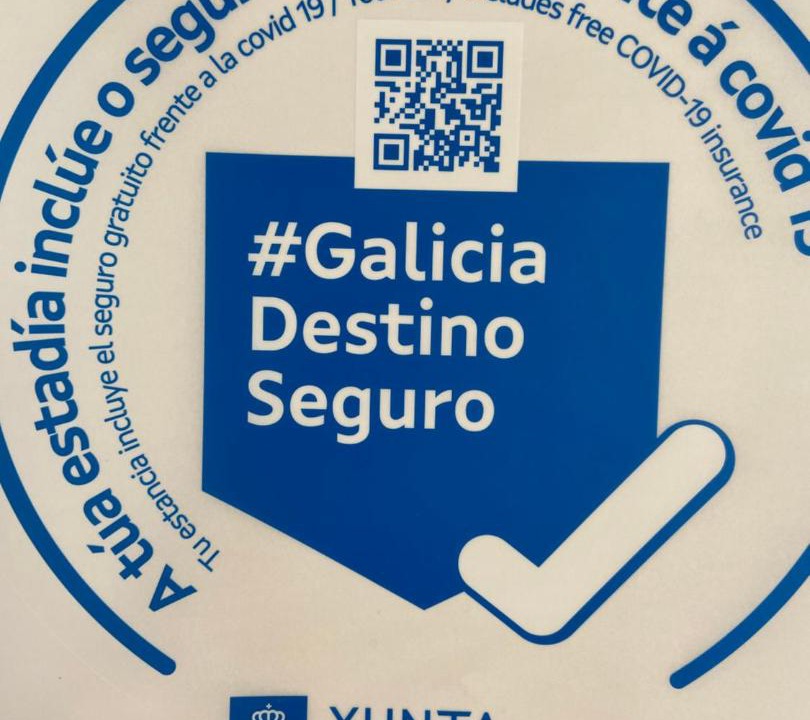 A túa estadía inclúe o segu
te á covid 19
Tu estancia incluye el seguro gratuito frente a la covid 19 /
includes free COVID-19 insurance
#Galicia
Destino
Seguro
XUNTA